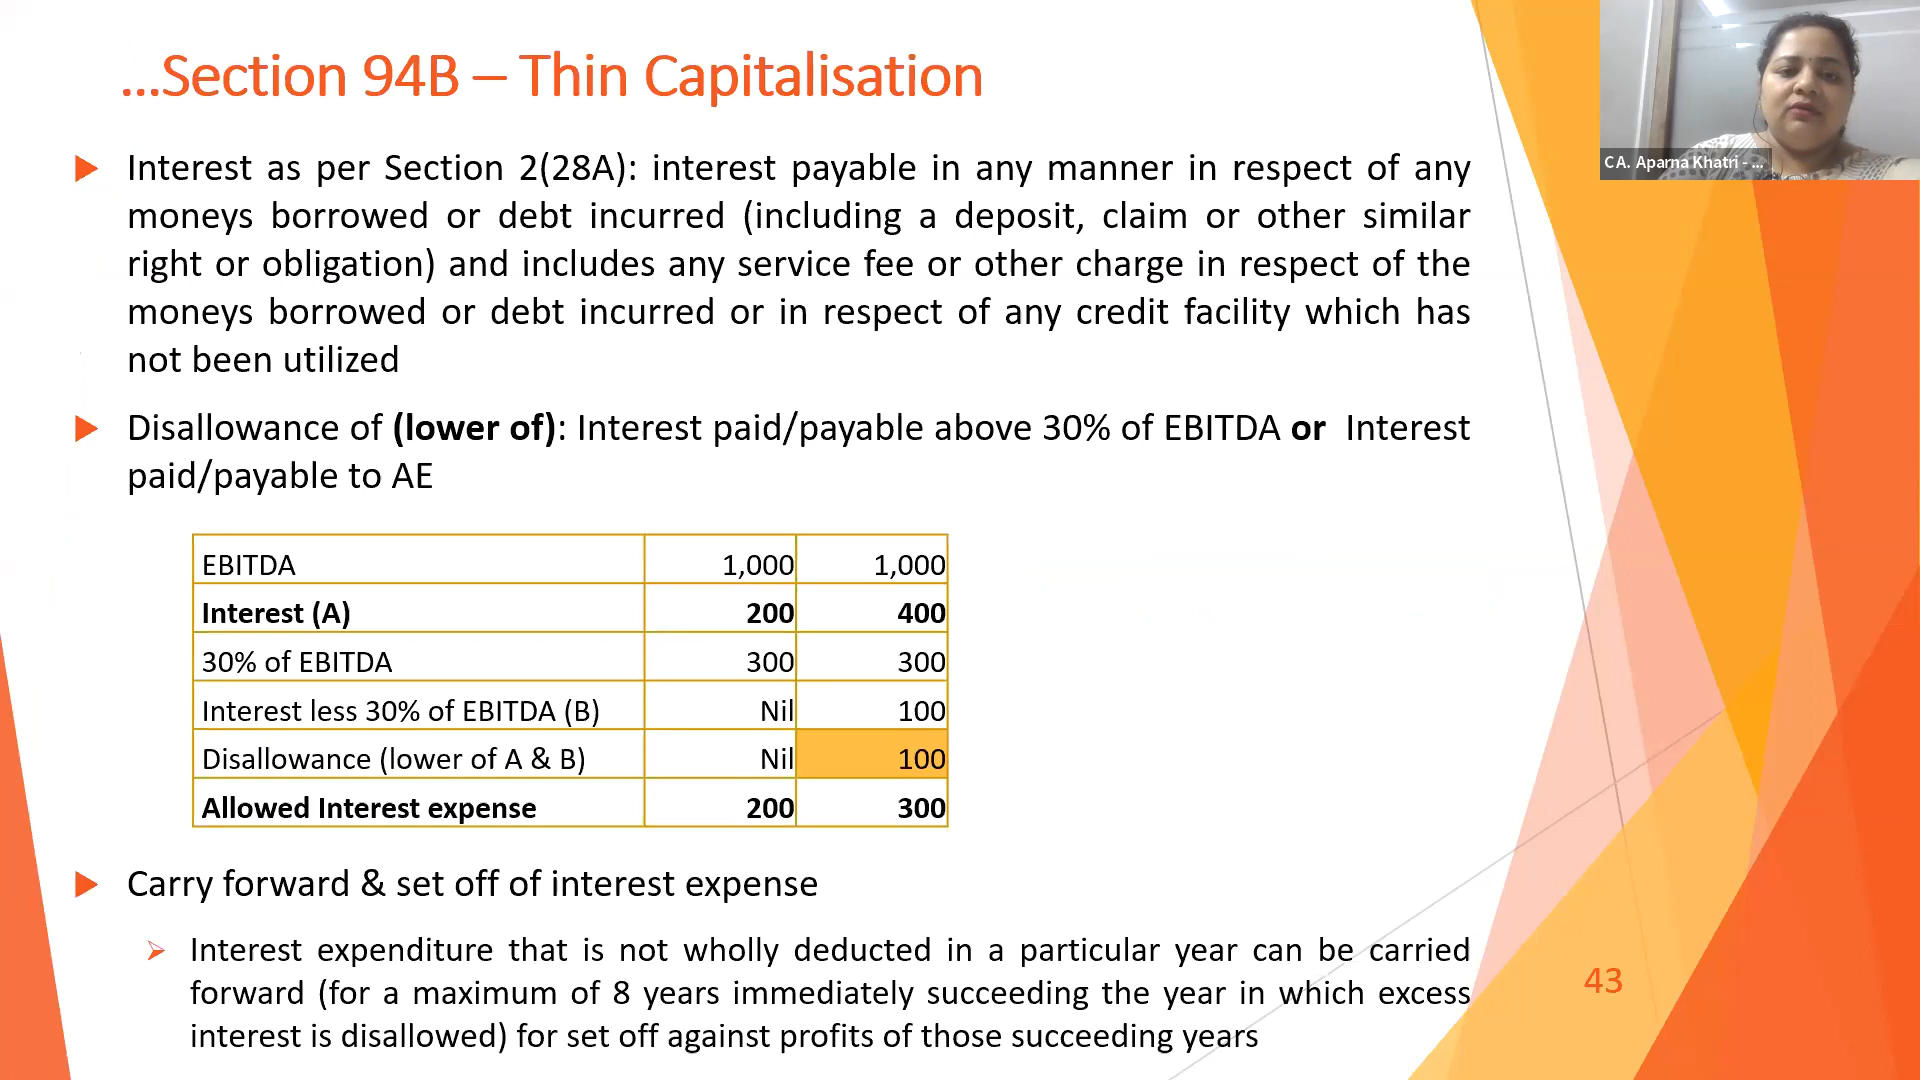 ...Section 94B – Thin Capitalisation
CA. Aparna Khatri - ...
Interest as per Section 2(28A): interest payable in any manner in respect of any
moneys borrowed or debt incurred (including a deposit, claim or other similar
right or obligation) and includes any service fee or other charge in respect of the
moneys borrowed or debt incurred or in respect of any credit facility which has
not been utilized
Disallowance of (lower of): Interest paid/payable above 30% of EBITDA or Interest
paid/payable to AE
EBITDA 1,000 1,000
Interest (A) 200 400
30% of EBITDA 300 300
Interest less 30% of EBITDA (B) Nil 100
Disallowance (lower of A & B) Nil 100
Allowed Interest expense 200 300
Carry forward & set off of interest expense
Interest expenditure that is not wholly deducted in a particular year can be carried
forward (for a maximum of 8 years immediately succeeding the year in which excess
interest is disallowed) for set off against profits of those succeeding years
43